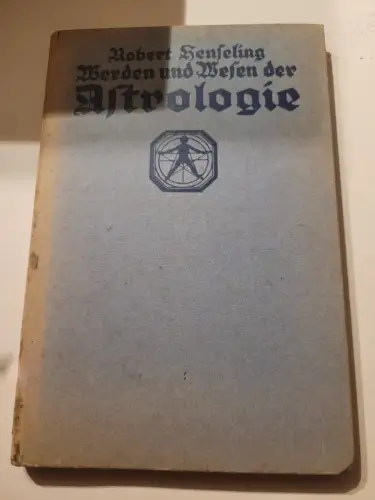 Robert Henseling
Werden und Wesen der
Astrologie